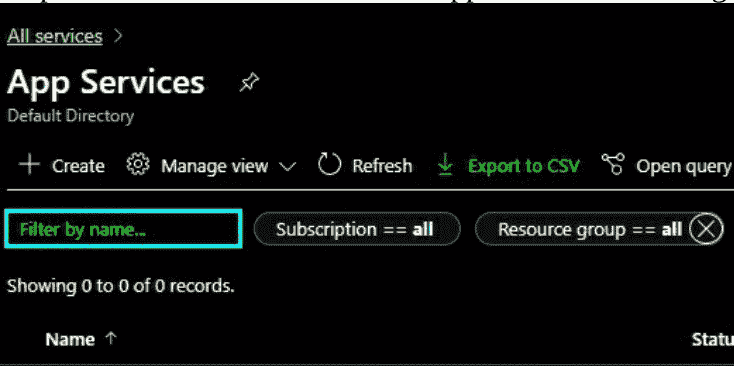 All services >
App Services
Default Directory
+ Create Manage view Refresh Export to CSV Open query
Filter by name... Subscription == all Resource group == all
Showing 0 to 0 of 0 records.
Name ↑ Statu